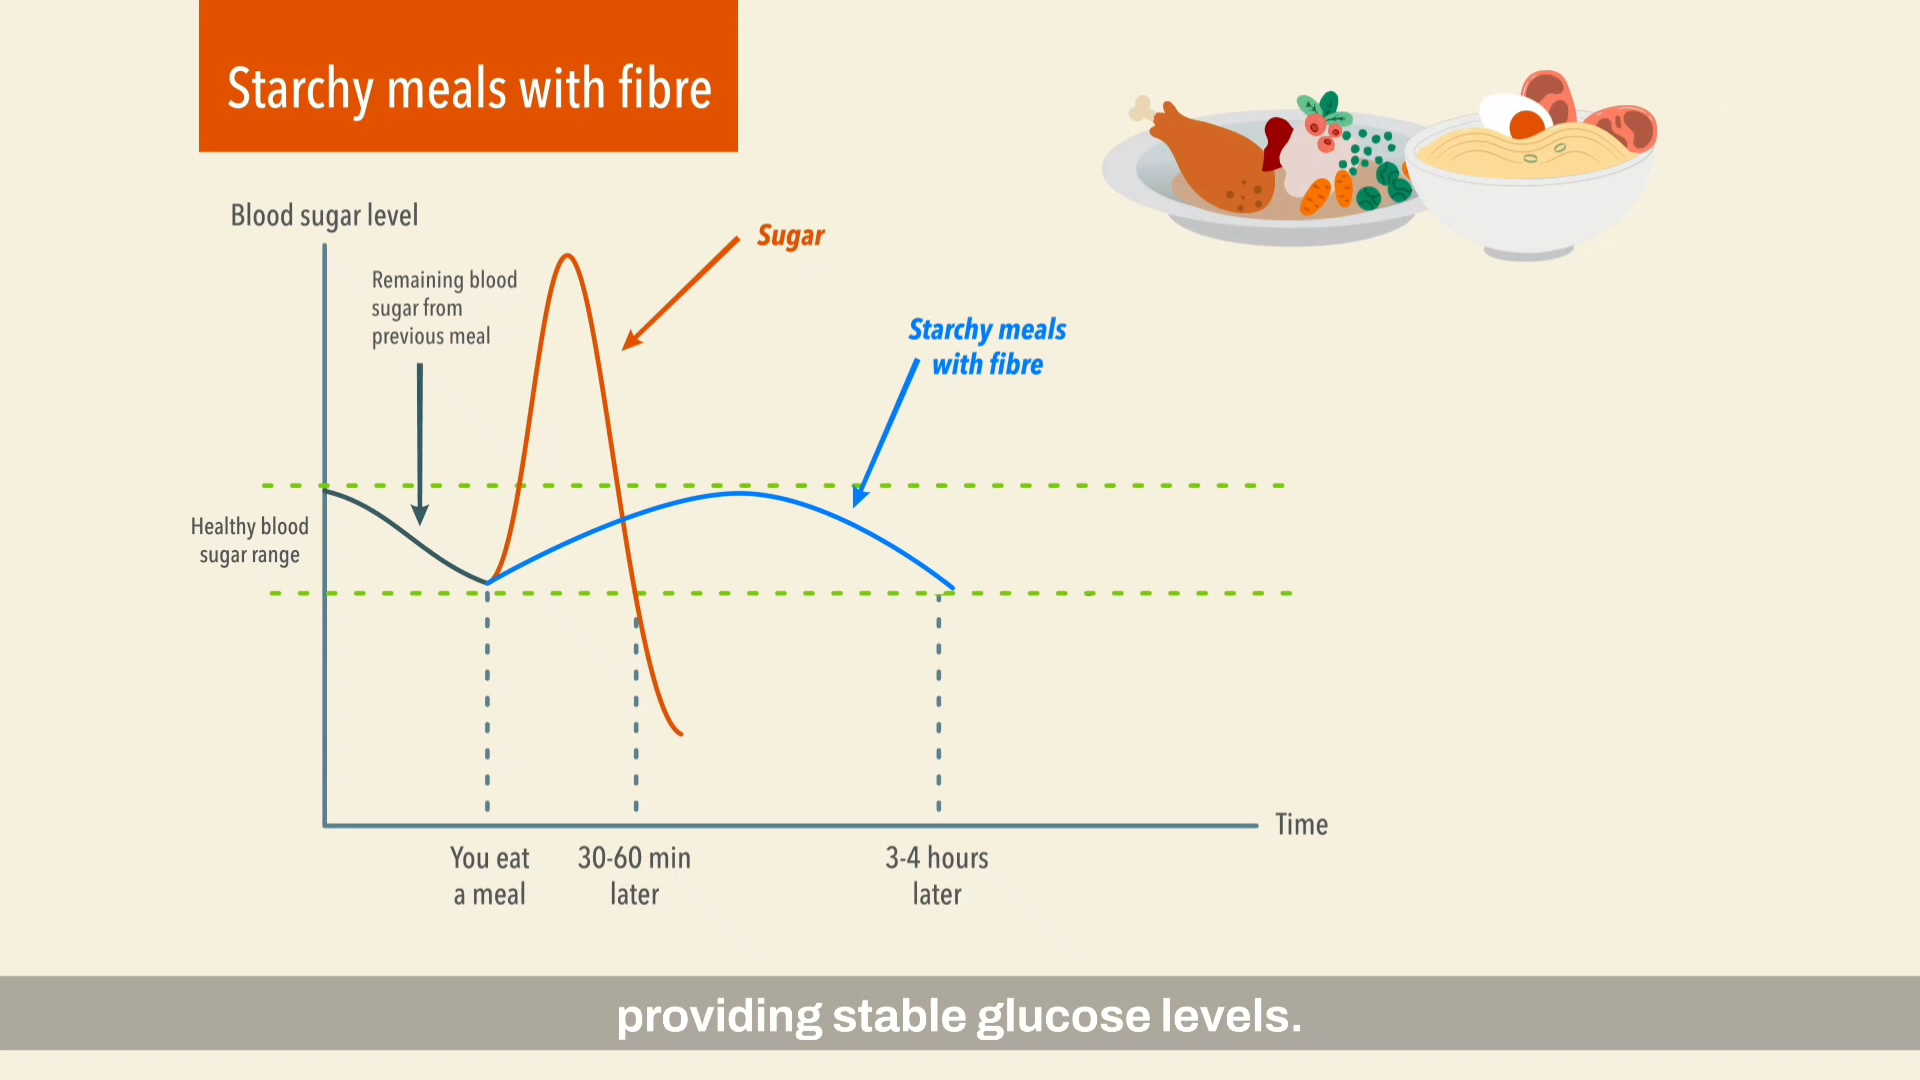 Starchy meals with fibre
Blood sugar level
Remaining blood
sugar from
previous meal
Sugar
Starchy meals
with fibre
Healthy blood
sugar range
Time
You eat
a meal
30-60 min
later
3-4 hours
later
providing stable glucose levels.